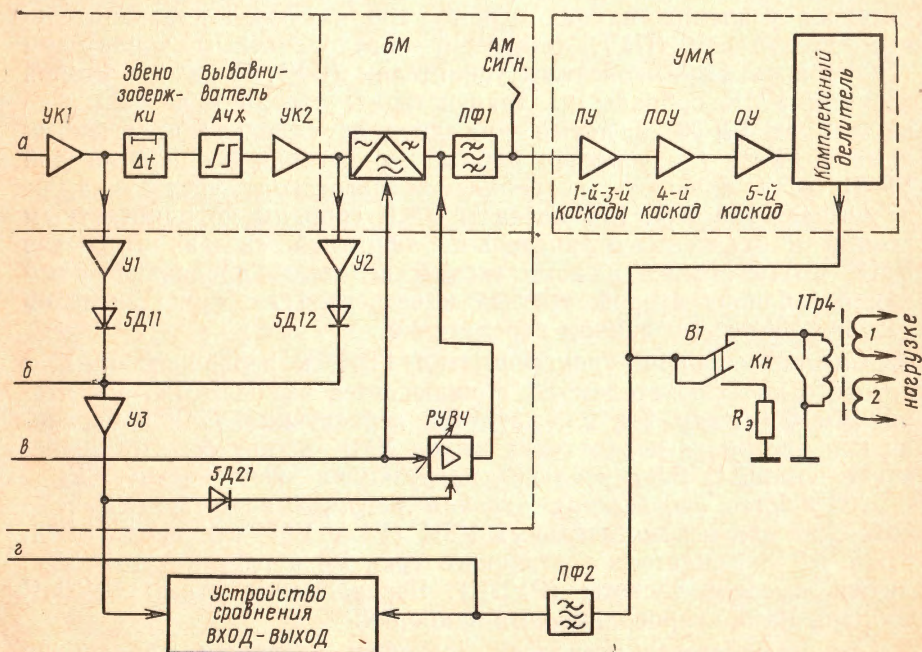 БМ
АМ
СИГН.
УМК
Звено
задерж-
ки
Вывавни-
ватель
АЧХ
УК1
УК2
ПФ1
ПУ
ПОУ
ОУ
Комплексный
делитель
а
Δt
1-й-3-й
каскады
4-й
каскад
5-й
каскад
У1
У2
5Д11
5Д12
1Тр4
В1
Кн
1
2
нагрузке
Rэ
б
У3
РУВЧ
в
5Д21
г
ПФ2
Устройство
сравнения
ВХОД-ВЫХОД